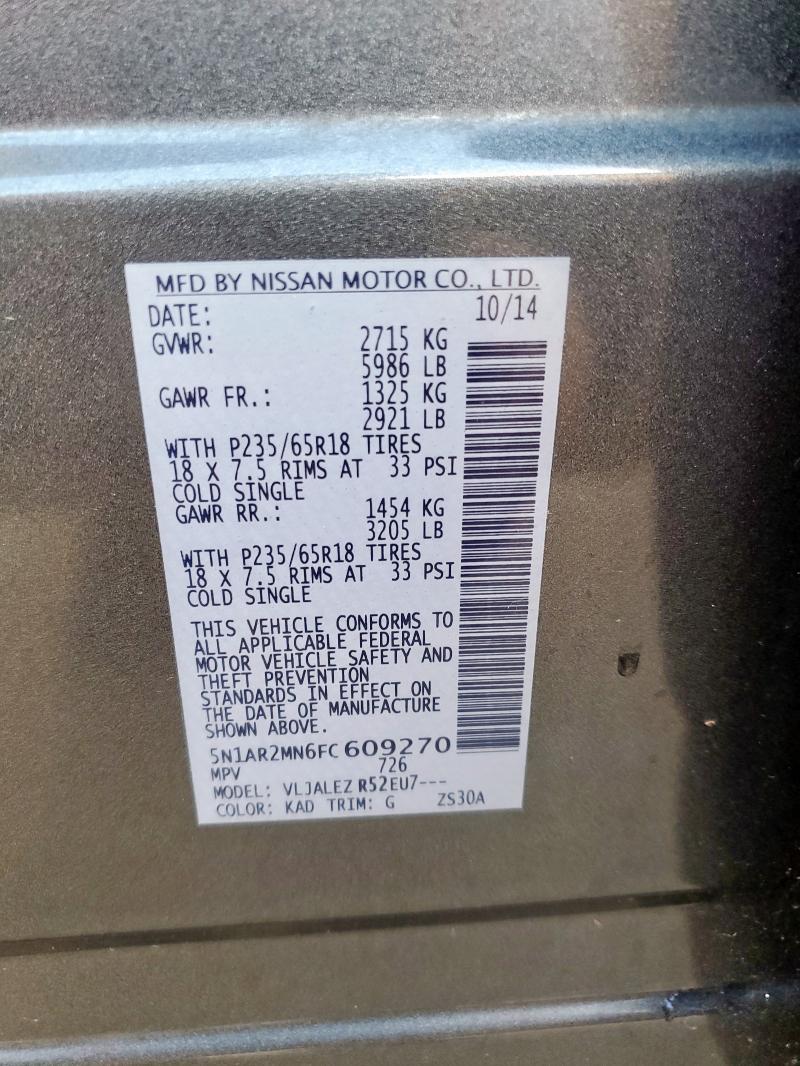 MFD BY NISSAN MOTOR CO., LTD.
DATE: 10/14
GVWR: 2715 KG
5986 LB
GAWR FR.: 1325 KG
2921 LB
WITH P235/65R18 TIRES
18 X 7.5 RIMS AT 33 PSI
COLD SINGLE
GAWR RR.: 1454 KG
3205 LB
WITH P235/65R18 TIRES
18 X 7.5 RIMS AT 33 PSI
COLD SINGLE
THIS VEHICLE CONFORMS TO
ALL APPLICABLE FEDERAL
MOTOR VEHICLE SAFETY AND
THEFT PREVENTION
STANDARDS IN EFFECT ON
THE DATE OF MANUFACTURE
SHOWN ABOVE.
5N1AR2MN6FC609270
MPV 726
MODEL: VLJALEZ R52EU7---
COLOR: KAD TRIM: G ZS30A